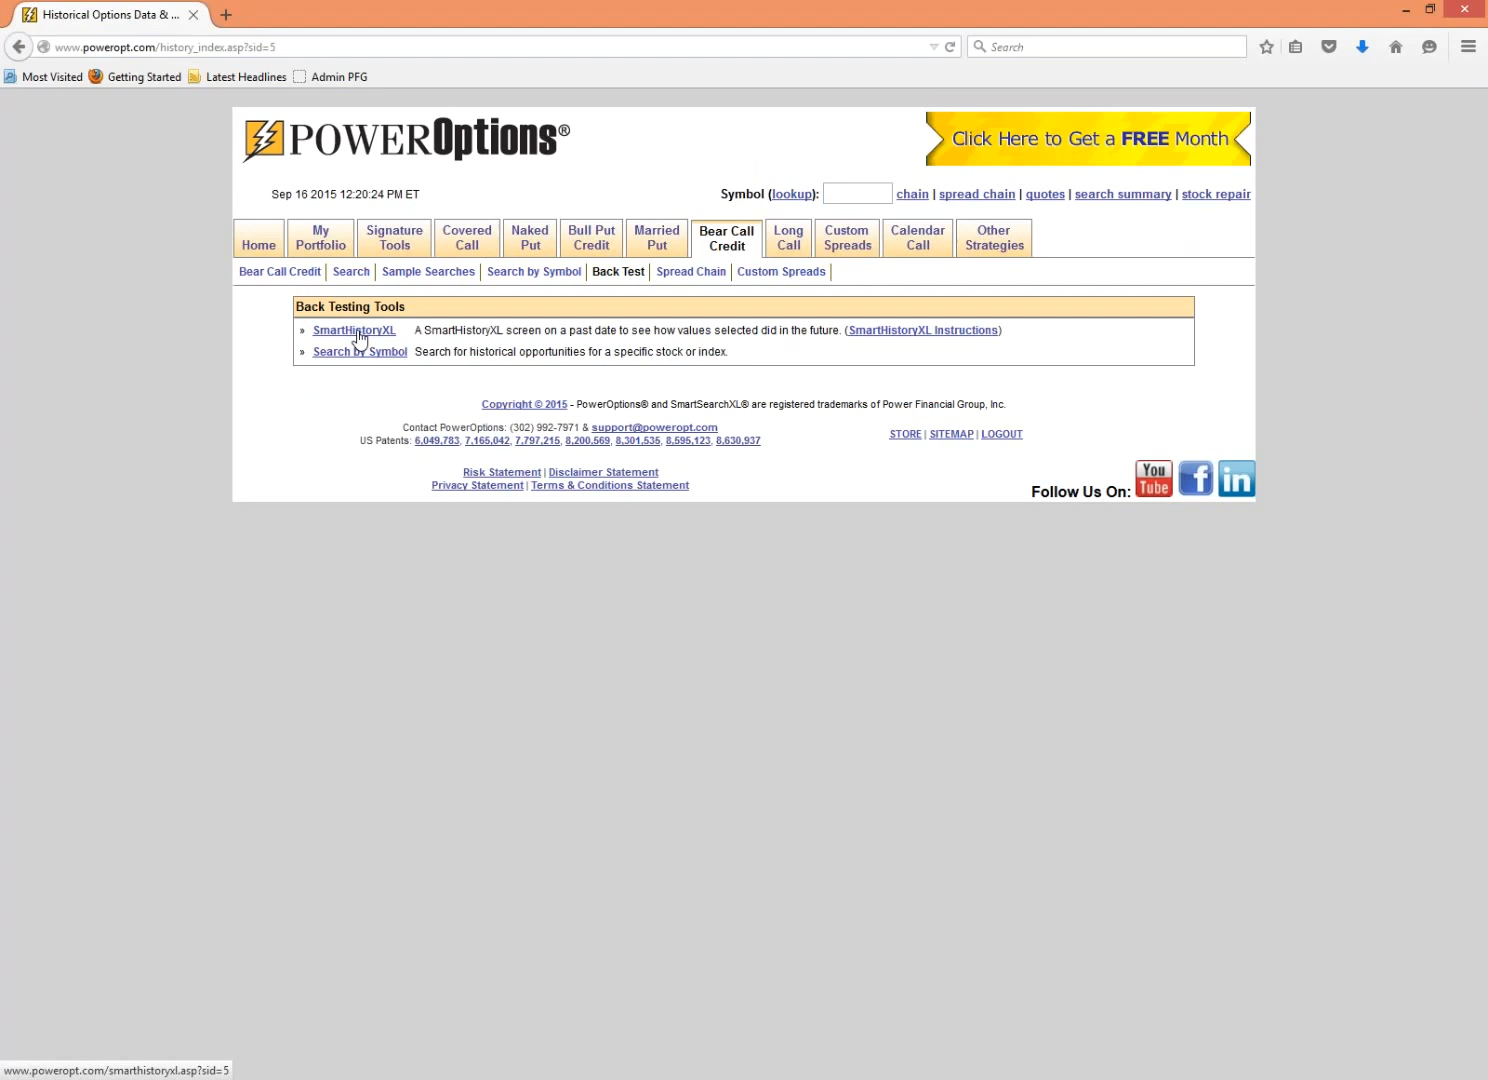 Historical Options Data & ...
www.poweropt.com/history_index.asp?sid=5
Search
Most Visited Getting Started Latest Headlines Admin PFG
POWEROptions®
Click Here to Get a FREE Month
Sep 16 2015 12:20:24 PM ET
Symbol (lookup): chain | spread chain | quotes | search summary | stock repair
Home
My Portfolio
Signature Tools
Covered Call
Naked Put
Bull Put Credit
Married Put
Bear Call Credit
Long Call
Custom Spreads
Calendar Call
Other Strategies
Bear Call Credit | Search | Sample Searches | Search by Symbol | Back Test | Spread Chain | Custom Spreads |
Back Testing Tools
» SmartHistoryXL A SmartHistoryXL screen on a past date to see how values selected did in the future. (SmartHistoryXL Instructions)
» Search by Symbol Search for historical opportunities for a specific stock or index.
Copyright © 2015 - PowerOptions® and SmartSearchXL® are registered trademarks of Power Financial Group, Inc.
Contact PowerOptions: (302) 992-7971 & support@poweropt.com
US Patents: 6,049,783, 7,165,042, 7,797,215, 8,200,569, 8,301,535, 8,595,123, 8,630,937
STORE | SITEMAP | LOGOUT
Risk Statement | Disclaimer Statement
Privacy Statement | Terms & Conditions Statement
Follow Us On: You Tube f in
www.poweropt.com/smarthistoryxl.asp?sid=5